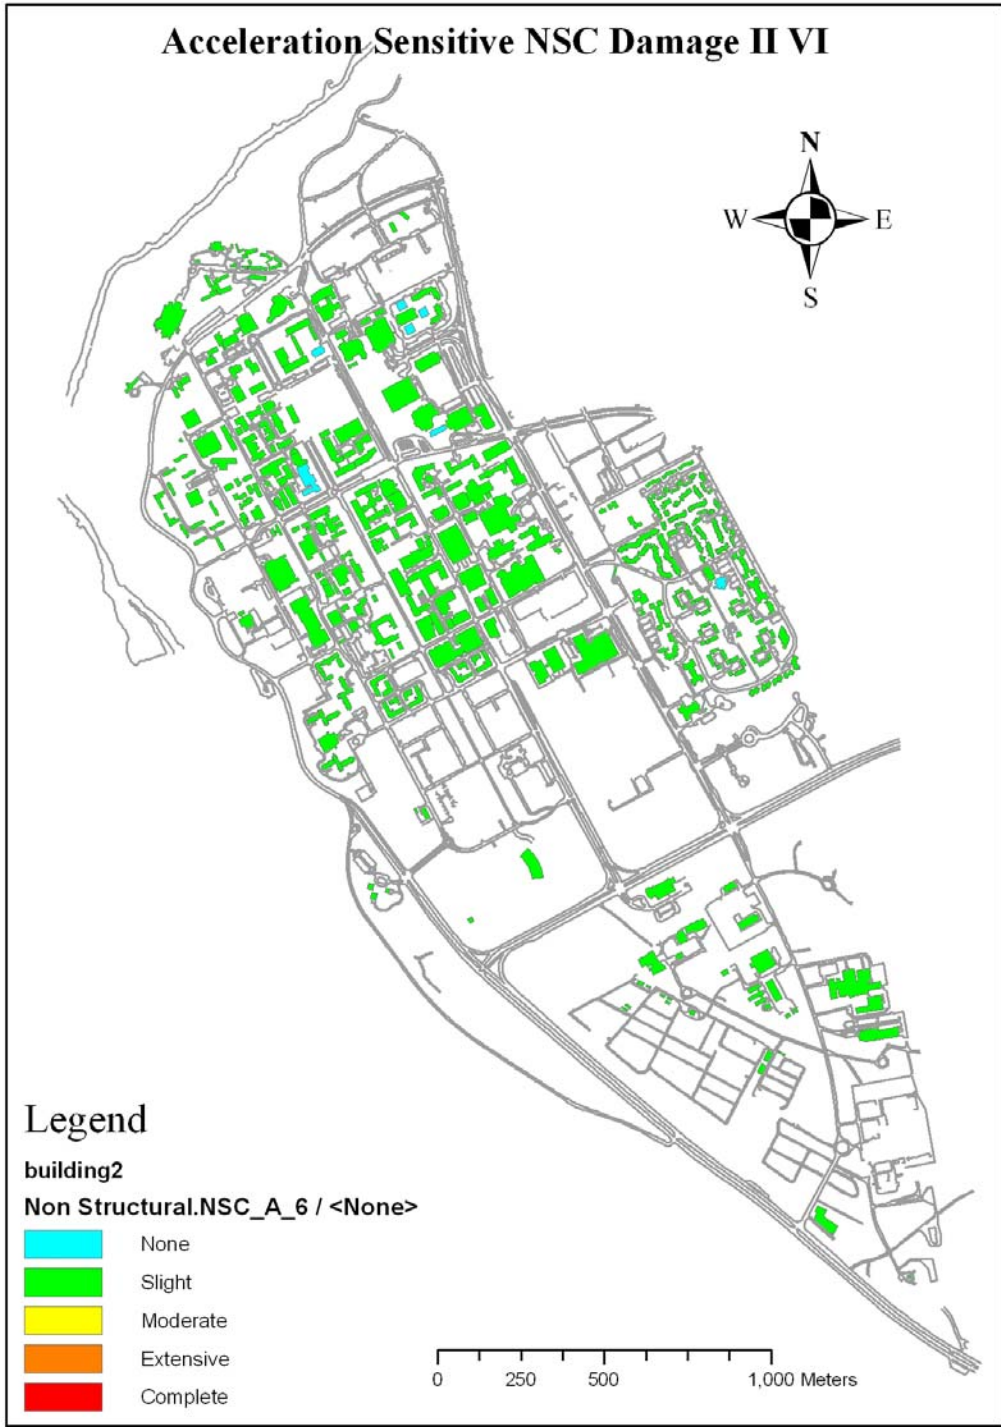 Acceleration Sensitive NSC Damage II VI
N
W E
S
Legend
building2
Non Structural.NSC_A_6 / <None>
None
Slight
Moderate
Extensive
Complete
0 250 500 1,000 Meters